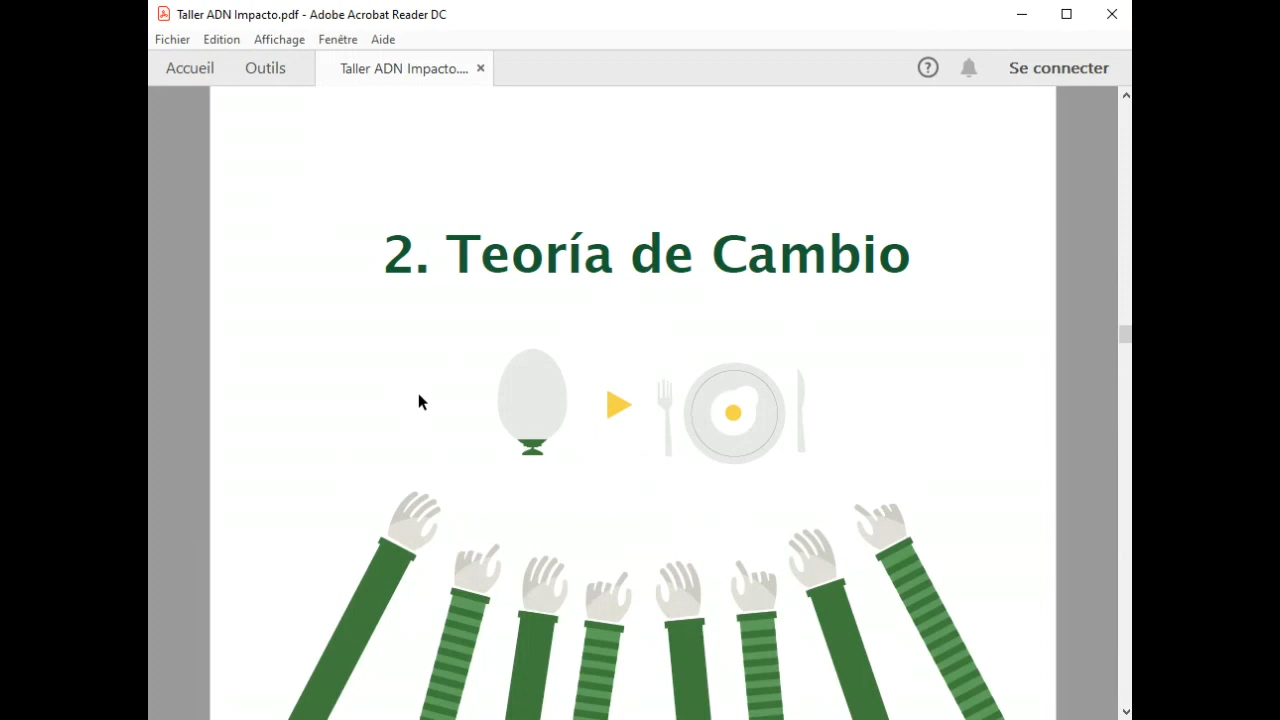 Taller ADN Impacto.pdf - Adobe Acrobat Reader DC
Fichier Edition Affichage Fenêtre Aide
Accueil Outils Taller ADN Impacto.... × ? Se connecter
2. Teoría de Cambio